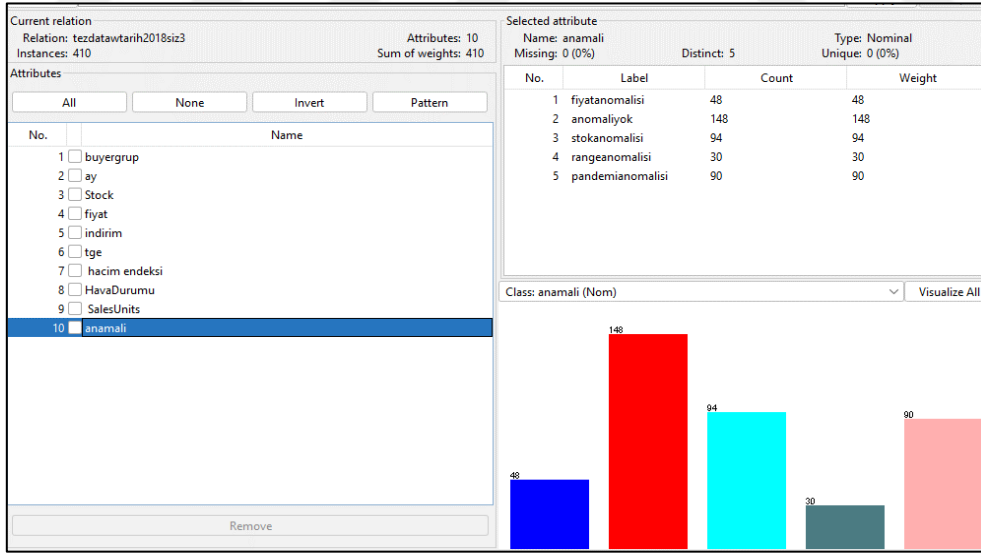 Current relation
Relation: tezdatawtarih2018siz3
Attributes: 10
Instances: 410
Sum of weights: 410
Attributes
All
None
Invert
Pattern
No.
Name
1 buyergrup
2 ay
3 Stock
4 fiyat
5 indirim
6 tge
7 hacim endeksi
8 HavaDurumu
9 SalesUnits
10 anamali
Remove
Selected attribute
Name: anamali
Type: Nominal
Missing: 0 (0%)
Distinct: 5
Unique: 0 (0%)
No. Label Count Weight
1 fiyatanomalisi 48 48
2 anomaliyok 148 148
3 stokanomalisi 94 94
4 rangeanomalisi 30 30
5 pandemianomalisi 90 90
Class: anamali (Nom)
Visualize All
48
148
94
30
90